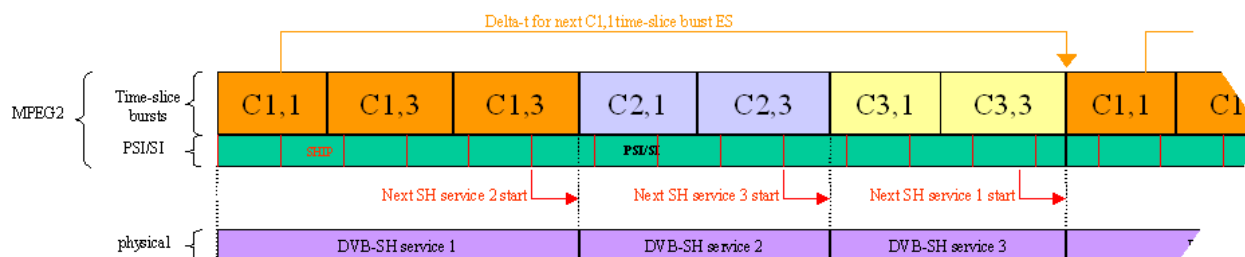 Delta-t for next C1,1 time-slice burst ES
MPEG2
Time-slice
bursts
C1,1
C1,3
C1,3
C2,1
C2,3
C3,1
C3,3
C1,1
C1
PSI/SI
SHIP
PSI/SI
Next SH service 2 start
Next SH service 3 start
Next SH service 1 start
physical
DVB-SH service 1
DVB-SH service 2
DVB-SH service 3